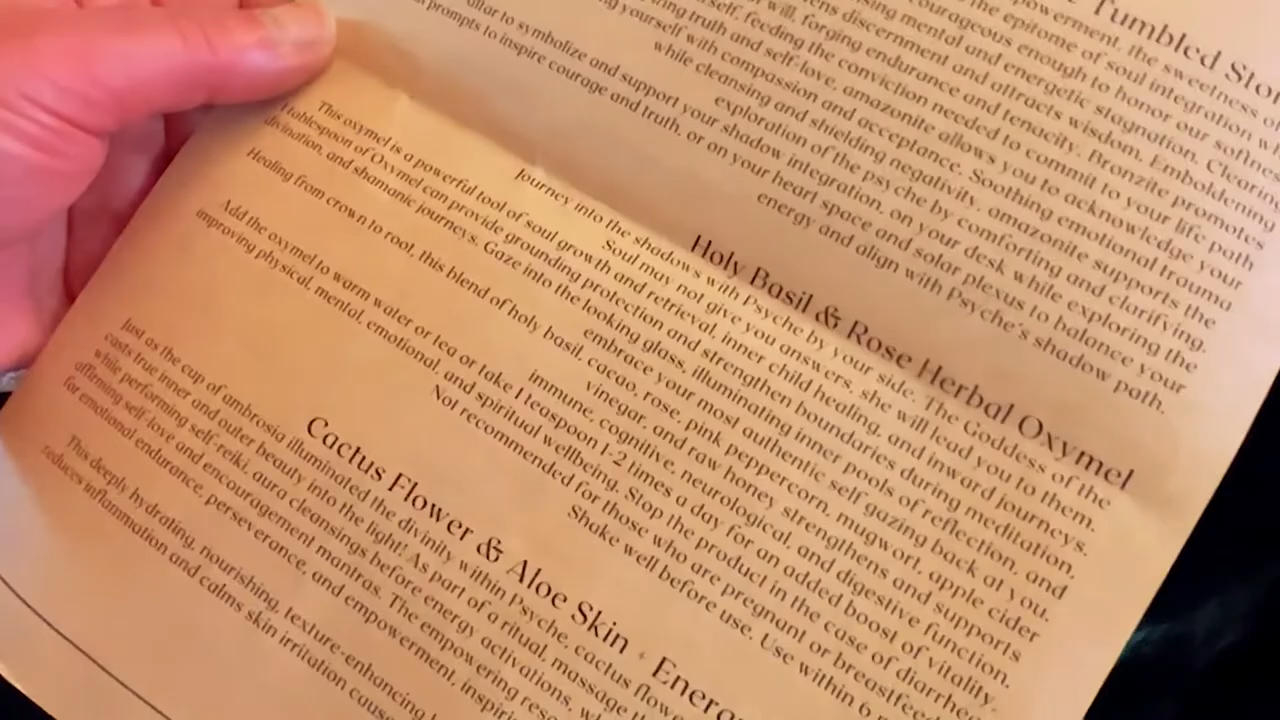 Tumbled Sto
powerment, the sweetness o
the epitome of soul integration, wh
courageous enough to honor our softnes
sing mental and energetic stagnation. Clearin
ens discernment and attracts wisdom. Emboldening
will, forging endurance and tenacity. Bronzite promotes
self, feeding the conviction needed to commit to your life path
ring truth and self-love, amazonite allows you to acknowledge your
g yourself with compassion and acceptance. Soothing emotional trauma
while cleansing and shielding negativity, amazonite supports the
exploration of the psyche by comforting and clarifying.
altar to symbolize and support your shadow integration, on your desk while exploring the
n prompts to inspire courage and truth, or on your heart space and solar plexus to balance your
energy and align with Psyche's shadow path.
Holy Basil & Rose Herbal Oxymel
Journey into the shadows with Psyche by your side. The Goddess of the
Soul may not give you answers, she will lead you to them.
This oxymel is a powerful tool of soul growth and retrieval, inner child healing, and inward journeys.
1 tablespoon of Oxymel can provide grounding protection and strengthen boundaries during meditation,
divination, and shamanic journeys. Gaze into the looking glass, illuminating inner pools of reflection, and
embrace your most authentic self gazing back at you.
Healing from crown to root, this blend of holy basil, cacao, rose, pink peppercorn, mugwort, apple cider
vinegar, and raw honey strengthens and supports
immune, cognitive, neurological, and digestive function.
Add the oxymel to warm water or tea or take 1 teaspoon 1-2 times a day for an added boost of vitality,
improving physical, mental, emotional, and spiritual wellbeing. Stop the product in the case of diarrhe
Not recommended for those who are pregnant or breastfeed
Shake well before use. Use within 6
Cactus Flower & Aloe Skin + Energ
Just as the cup of ambrosia illuminated the divinity within Psyche, cactus flowe
casts true inner and outer beauty into the light! As part of a ritual, massage th
while performing self-reiki, aura cleansings before energy activations, wh
affirming self-love and encouragement mantras. The empowering reso
for emotional endurance, perseverance, and empowerment, inspirin
This deeply hydrating, nourishing, texture-enhancing
reduces inflammation and calms skin irritation cause